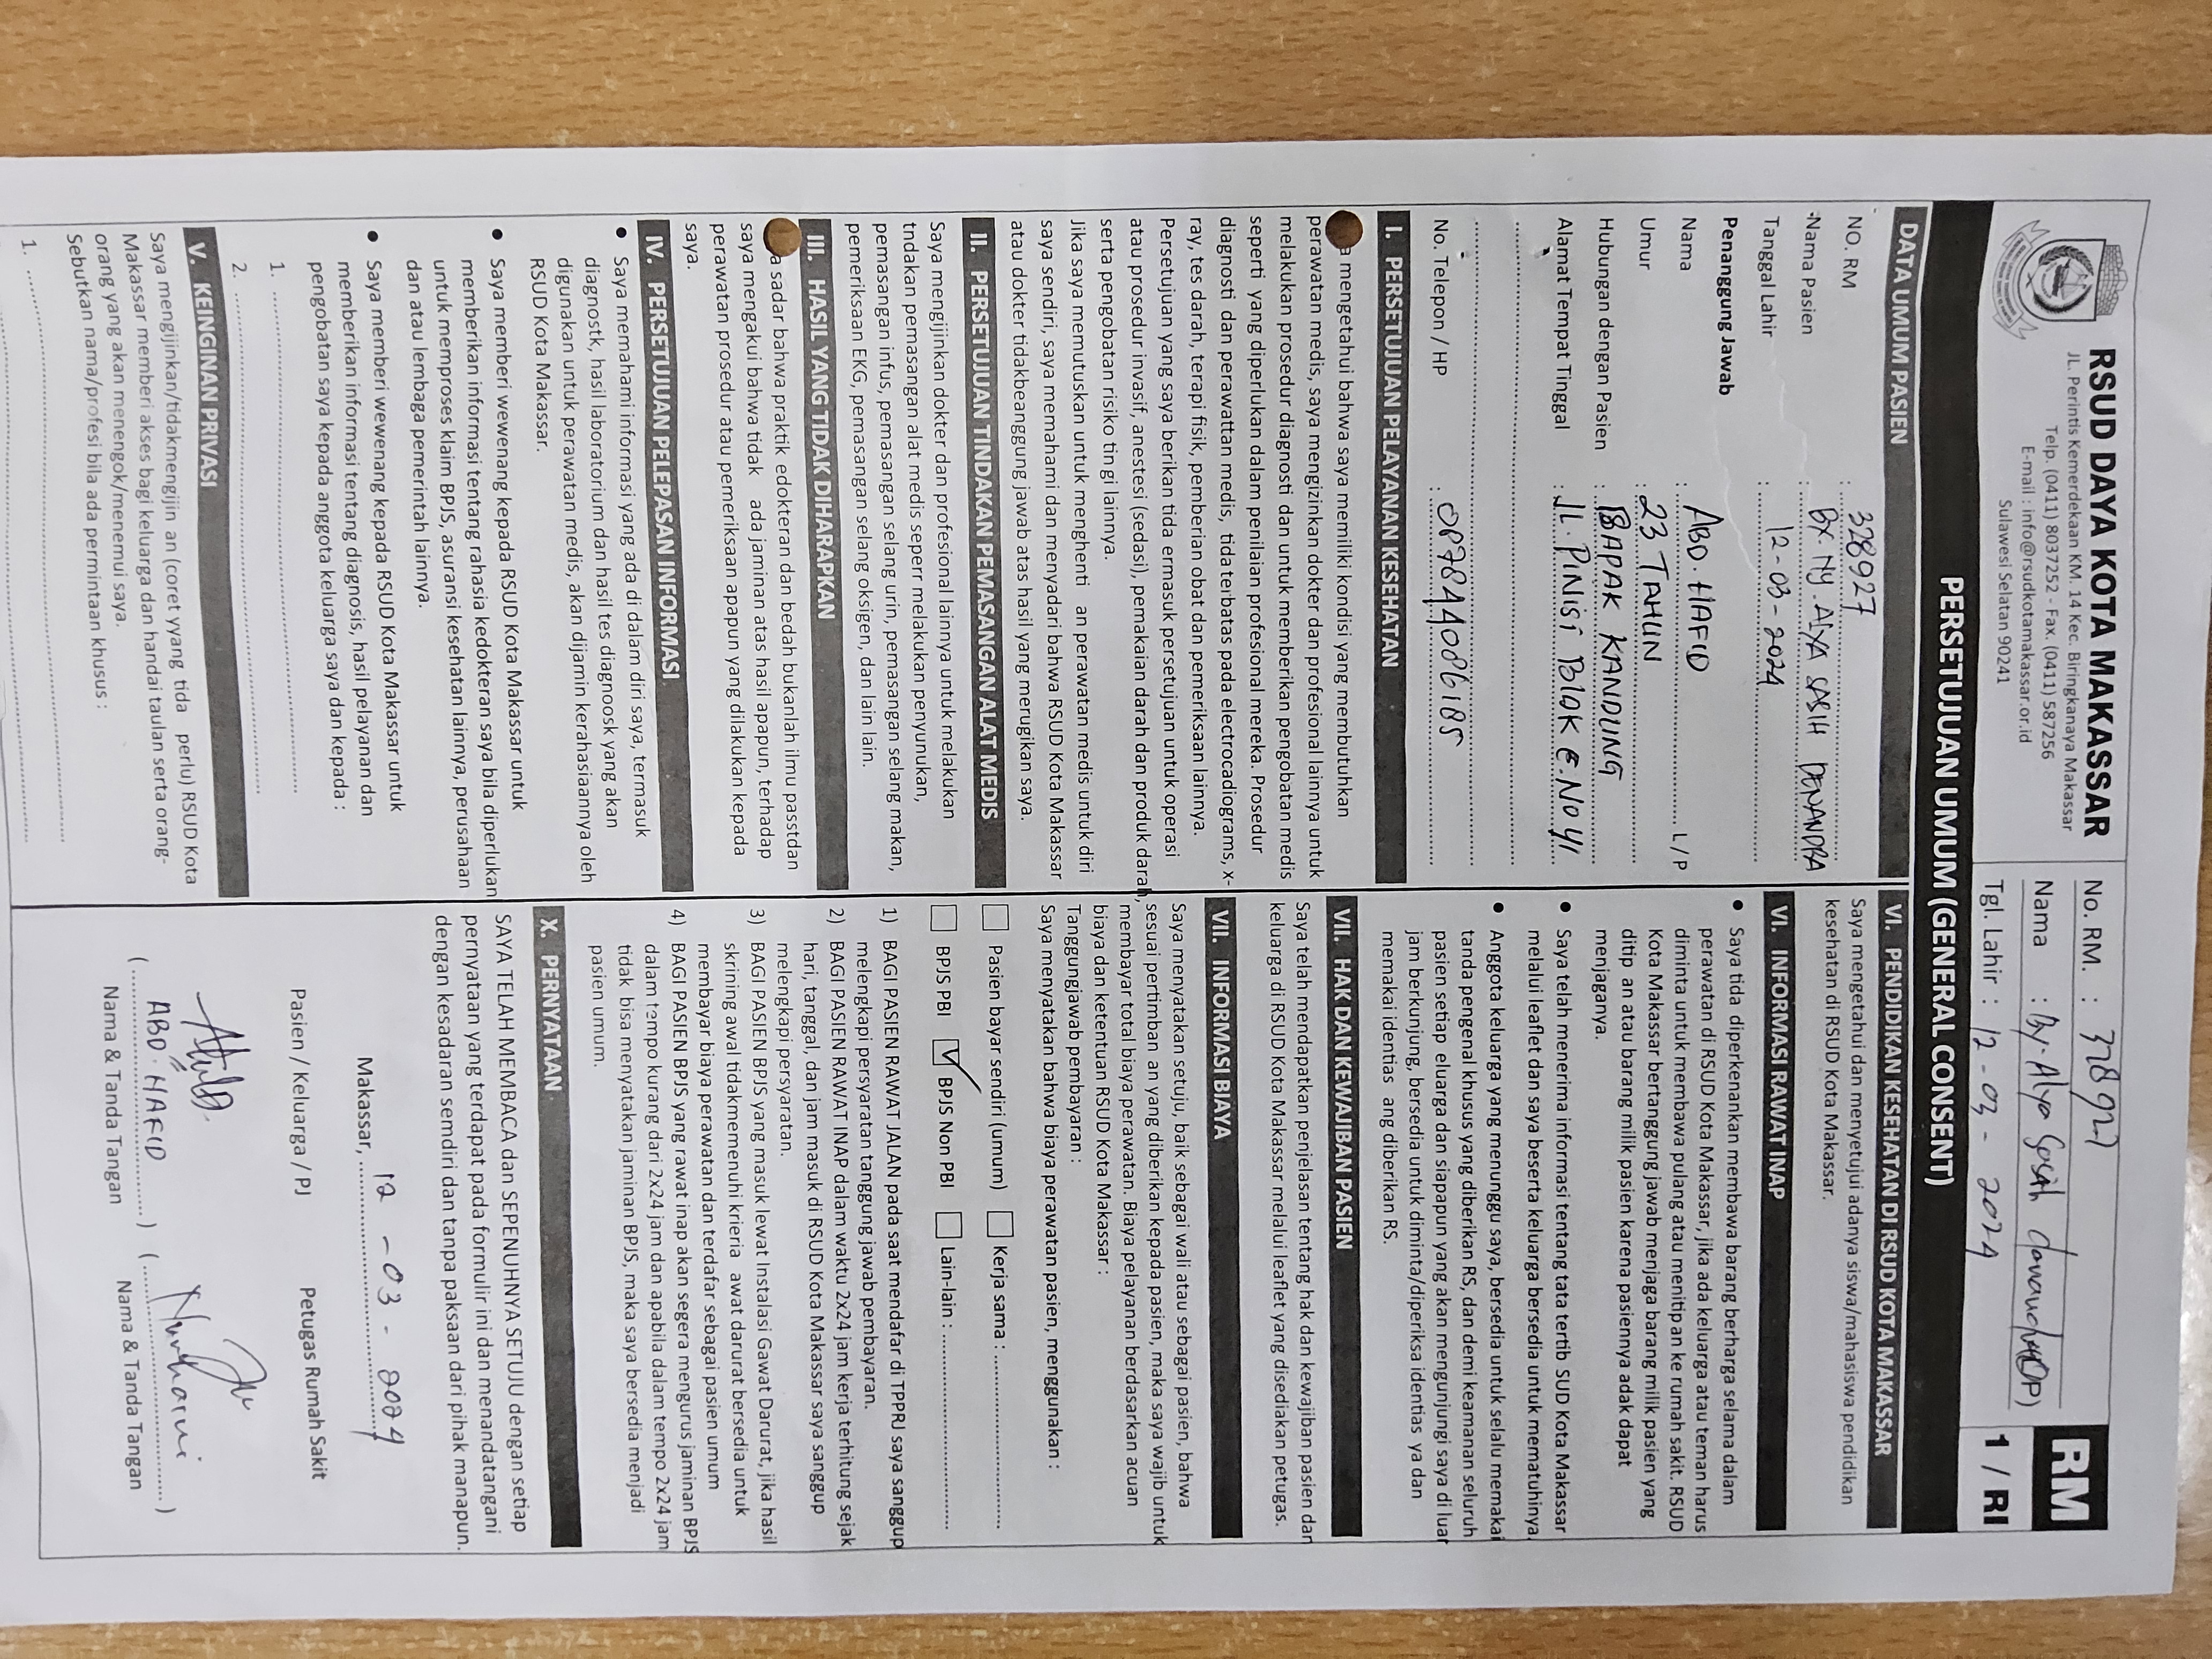 RSUD DAYA KOTA MAKASSAR
JL. Perintis Kemerdekaan KM. 14 Kec. Biringkanaya Makassar
Telp. (0411) 8037252 - Fax. (0411) 587256
E-mail : info@rsudkotamakassar.or.id
Sulawesi Selatan 90241
No. RM. : 328927
Nama : By. Alya Sasih
Tgl. Lahir : 12-03-2024
RM
1 / RI
PERSETUJUAN UMUM (GENERAL CONSENT)
DATA UMUM PASIEN
NO. RM : 328927
Nama Pasien : BY. NY. ALYA SASIH DENANDRA
Tanggal Lahir : 12-03-2024
Penanggung Jawab
Nama : ABD. HAFID L / P
Umur : 23 TAHUN
Hubungan dengan Pasien : BAPAK KANDUNG
Alamat Tempat Tinggal : JL. PINISI BLOK E. NO 41
No. Telepon / HP : 087844086185
I. PERSETUJUAN PELAYANAN KESEHATAN
a mengetahui bahwa saya memiliki kondisi yang membutuhkan
perawatan medis, saya mengizinkan dokter dan profesional lainnya untuk
melakukan prosedur diagnosti dan untuk memberikan pengobatan medis
seperti yang diperlukan dalam penilaian profesional mereka. Prosedur
diagnosti dan perawattan medis, tida terbatas pada electrocadiograms, x-
ray, tes darah, terapi fisik, pemberian obat dan pemeriksaan lainnya.
Persetujuan yang saya berikan tida ermasuk persetujuan untuk operasi
atau prosedur invasif, anestesi (sedasi), pemakaian darah dan produk darah,
serta pengobatan risiko tin gi lainnya.
Jika saya memutuskan untuk menghenti an perawatan medis untuk diri
saya sendiri, saya memahami dan menyadari bahwa RSUD Kota Makassar
atau dokter tidakbeanggung jawab atas hasil yang merugikan saya.
II. PERSETUJUAN TINDAKAN PEMASANGAN ALAT MEDIS
Saya mengijinkan dokter dan profesional lainnya untuk melakukan
tndakan pemasangan alat medis seperr melakukan penyunukan,
pemasangan infus, pemasangan selang urin, pemasangan selang makan,
pemeriksaan EKG, pemasangan selang oksigen, dan lain lain.
III. HASIL YANG TIDAK DIHARAPKAN
a sadar bahwa praktik edokteran dan bedah bukanlah ilmu passtdan
saya mengakui bahwa tidak ada jaminan atas hasil apapun, terhadap
perawatan prosedur atau pemeriksaan apapun yang dilakukan kepada
saya.
IV. PERSETUJUAN PELEPASAN INFORMASI
• Saya memahami informasi yang ada di dalam diri saya, termasuk
diagnostk, hasil laboratorium dan hasil tes diagnoosk yang akan
digunakan untuk perawatan medis, akan dijamin kerahasiaannya oleh
RSUD Kota Makassar.
• Saya memberi wewenang kepada RSUD Kota Makassar untuk
memberikan informasi tentang rahasia kedokteran saya bila diperlukan
untuk memproses klaim BPJS, asuransi kesehatan lainnya, perusahaan
dan atau lembaga pemerintah lainnya.
• Saya memberi wewenang kepada RSUD Kota Makassar untuk
memberikan informasi tentang diagnosis, hasil pelayanan dan
pengobatan saya kepada anggota keluarga saya dan kepada :
1.
2.
V. KEINGINAN PRIVASI
Saya mengijinkan/tidakmengijin an (coret yyang tida perlu) RSUD Kota
Makassar memberi akses bagi keluarga dan handai taulan serta orang-
orang yang akan menengok/menemui saya.
Sebutkan nama/profesi bila ada permintaan khusus :
1.
VI. PENDIDIKAN KESEHATAN DI RSUD KOTA MAKASSAR
Saya mengetahui dan menyetujui adanya siswa/mahasiswa pendidikan
kesehatan di RSUD Kota Makassar.
VI. INFORMASI RAWAT INAP
• Saya tida diperkenankan membawa barang berharga selama dalam
perawatan di RSUD Kota Makassar, jika ada keluarga atau teman harus
diminta untuk membawa pulang atau menitip an ke rumah sakit. RSUD
Kota Makassar bertanggung jawab menjaga barang milik pasien yang
ditip an atau barang milik pasien karena pasiennya adak dapat
menjaganya.
• Saya telah menerima informasi tentang tata tertib SUD Kota Makassar
melalui leaflet dan saya beserta keluarga bersedia untuk mematuhinya.
• Anggota keluarga yang menunggu saya, bersedia untuk selalu memakai
tanda pengenal khusus yang diberikan RS, dan demi keamanan seluruh
pasien setiap eluarga dan siapapun yang akan mengunjungi saya di luar
jam berkunjung, bersedia untuk diminta/diperiksa identias ya dan
memakai identias ang diberikan RS.
VII. HAK DAN KEWAJIBAN PASIEN
Saya telah mendapatkan penjelasan tentang hak dan kewajiban pasien dan
keluarga di RSUD Kota Makassar melalui leaflet yang disediakan petugas.
VII. INFORMASI BIAYA
Saya menyatakan setuju, baik sebagai wali atau sebagai pasien, bahwa
sesuai pertimban an yang diberikan kepada pasien, maka saya wajib untuk
membayar total biaya perawatan. Biaya pelayanan berdasarkan acuan
biaya dan ketentuan RSUD Kota Makassar :
Tanggungjawab pembayaran :
Saya menyatakan bahwa biaya perawatan pasien, menggunakan :
Pasien bayar sendiri (umum) Kerja sama :
BPJS PBI BPJS Non PBI Lain-lain :
1) BAGI PASIEN RAWAT JALAN pada saat mendafar di TPPRJ saya sanggup
melengkapi persyaratan tanggung jawab pembayaran.
2) BAGI PASIEN RAWAT INAP dalam waktu 2x24 jam kerja terhitung sejak
hari, tanggal, dan jam masuk di RSUD Kota Makassar saya sanggup
melengkapi persyaratan.
3) BAGI PASIEN BPJS yang masuk lewat Instalasi Gawat Darurat, jika hasil
skrining awal tidakmemenuhi krieria awat darurat bersedia untuk
membayar biaya perawatan dan terdafar sebagai pasien umum
4) BAGI PASIEN BPJS yang rawat inap akan segera mengurus jaminan BPJS
dalam tempo kurang dari 2x24 jam dan apabila dalam tempo 2x24 jam
tidak bisa menyatakan jaminan BPJS, maka saya bersedia menjadi
pasien umum.
X. PERNYATAAN
SAYA TELAH MEMBACA dan SEPENUHNYA SETUJU dengan setiap
pernyataan yang terdapat pada formulir ini dan menandatangani
dengan kesadaran semdiri dan tanpa paksaan dari pihak manapun.
Makassar, 12-03-2024
Pasien / Keluarga / PJ Petugas Rumah Sakit
(ABD. HAFID) (Nurhaeni)
Nama & Tanda Tangan Nama & Tanda Tangan